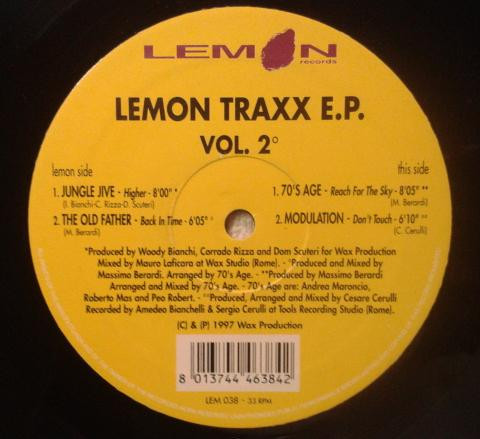 LEMON
records
LEMON TRAXX E.P.
VOL. 2°
lemon side
1. JUNGLE JIVE - Higher - 8'00" *
(I. Bianchi-C. Rizza-D. Scuteri)
2. THE OLD FATHER - Back In Time - 6'05" °
(M. Berardi)
this side
1. 70'S AGE - Reach For The Sky - 8'05" **
(M. Berardi)
2. MODULATION - Don't Touch - 6'10" °°
(C. Cerulli)
*Produced by Woody Bianchi, Corrado Rizza and Dom Scuteri for Wax Production
Mixed by Mauro Laficara at Wax Studio (Rome). - °Produced and Mixed by
Massimo Berardi. Arranged by 70's Age. - **Produced by Massimo Berardi
Arranged and Mixed by 70's Age. - 70's Age are: Andrea Maroncio,
Roberto Mas and Peo Robert. - °°Produced, Arranged and Mixed by Cesare Cerulli
Recorded by Amedeo Bianchelli & Sergio Cerulli at Tools Recording Studio (Rome).
(C) & (P) 1997 Wax Production
8 013744 463842
LEM 038 - 33 RPM